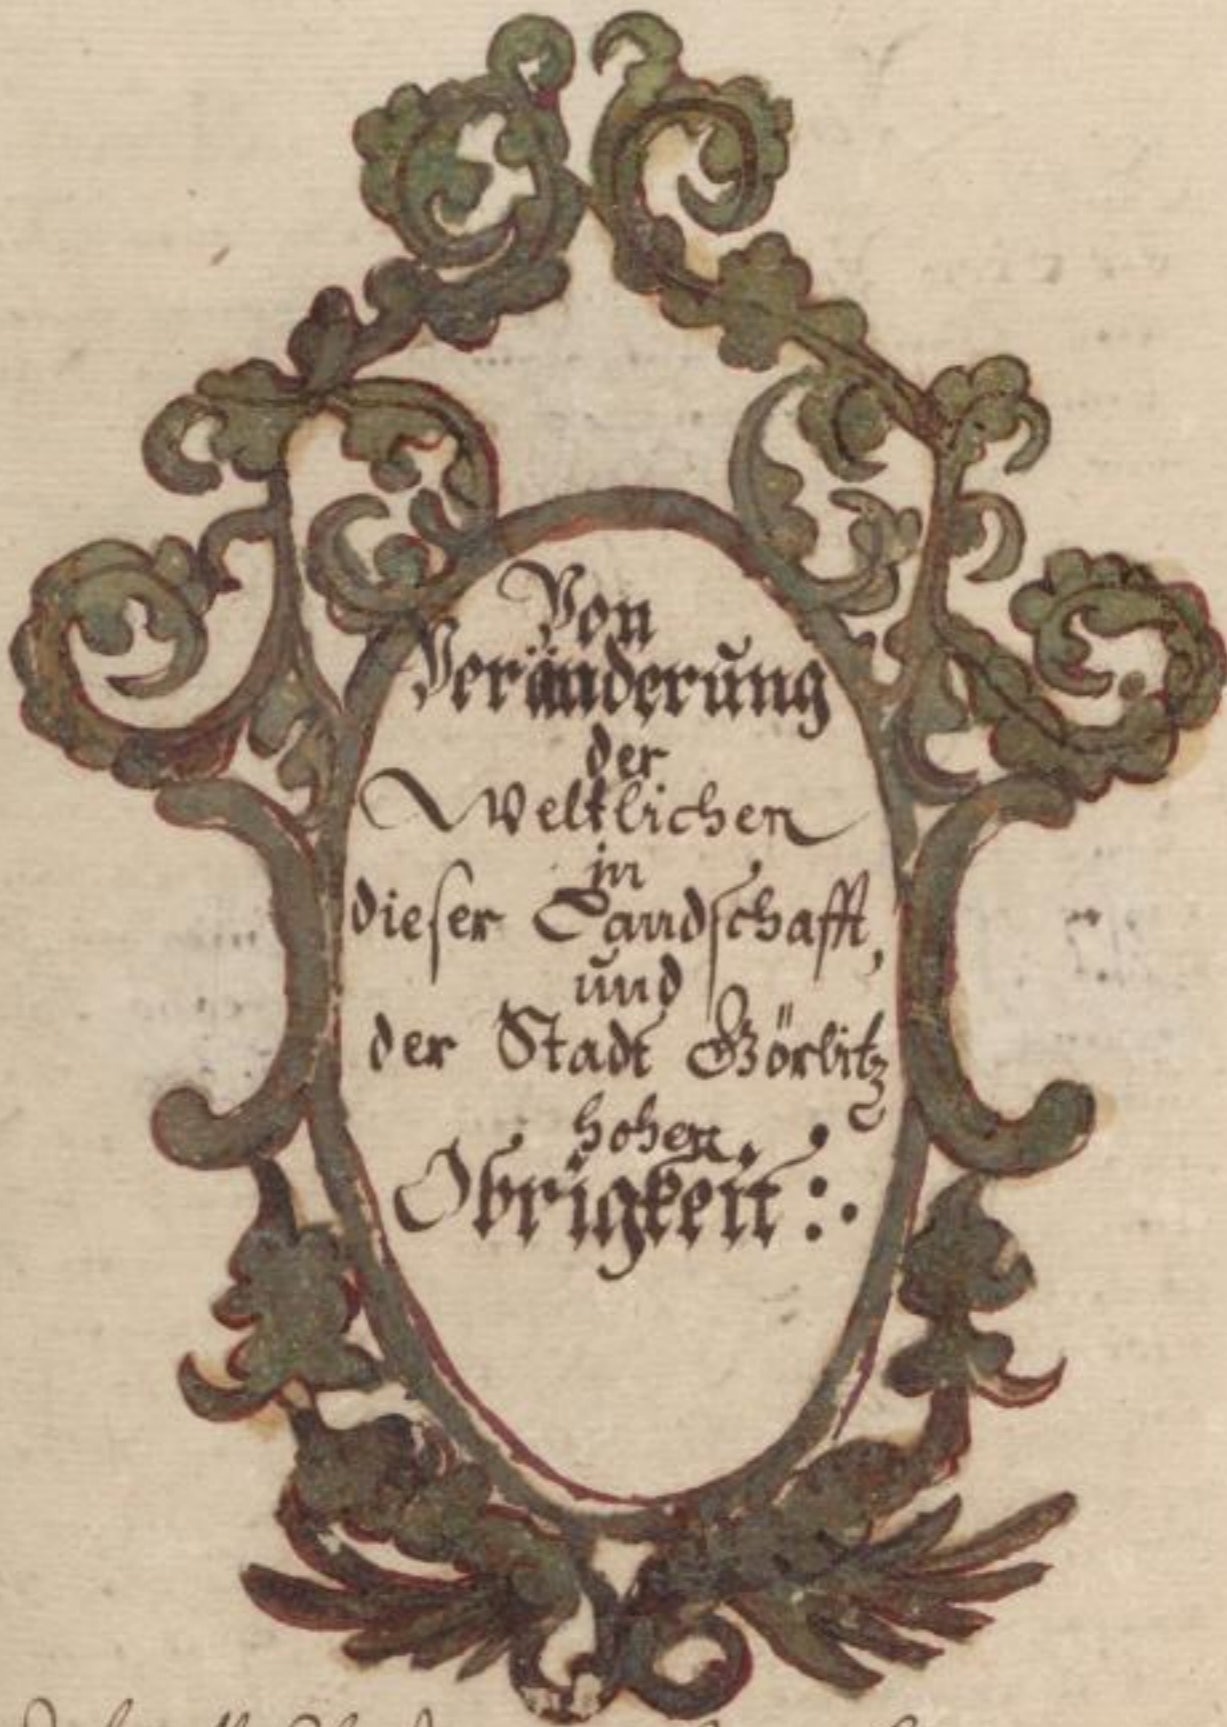 Von
Veränderung
der
Weltlichen
in
dieser Landschafft,
und
der Stadt Görlitz
hohen
Obrigkeit :.